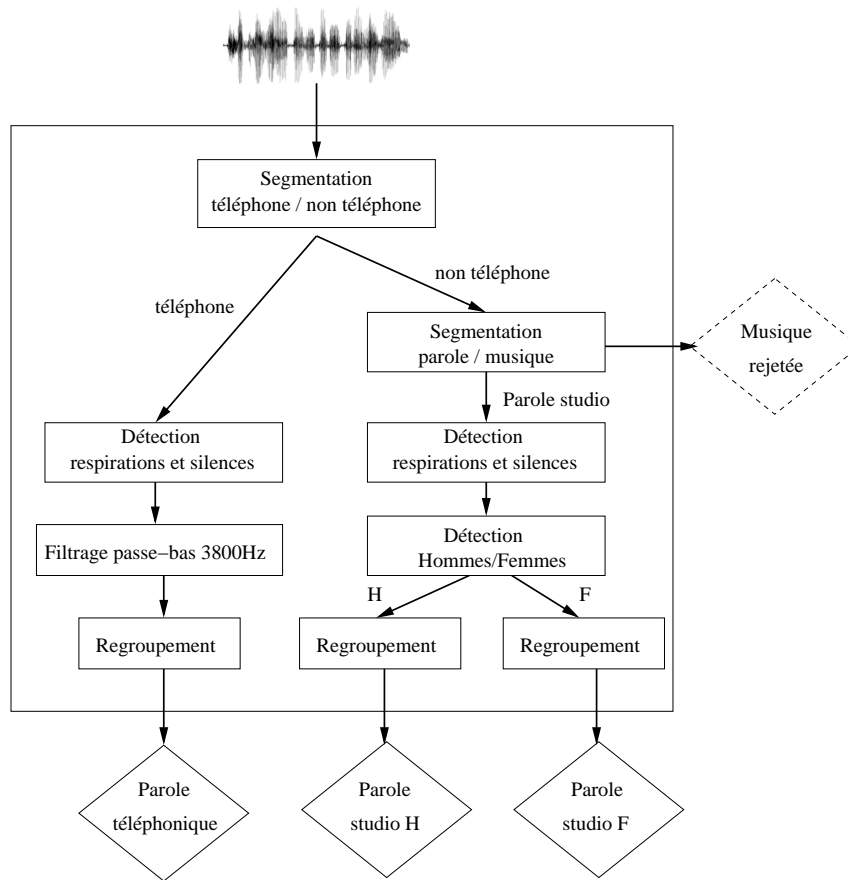 Segmentation
téléphone / non téléphone
non téléphone
téléphone
Segmentation
parole / musique
Musique
rejetée
Parole studio
Détection
respirations et silences
Détection
respirations et silences
Filtrage passe−bas 3800Hz
Détection
Hommes/Femmes
H
F
Regroupement
Regroupement
Regroupement
Parole
téléphonique
Parole
studio H
Parole
studio F